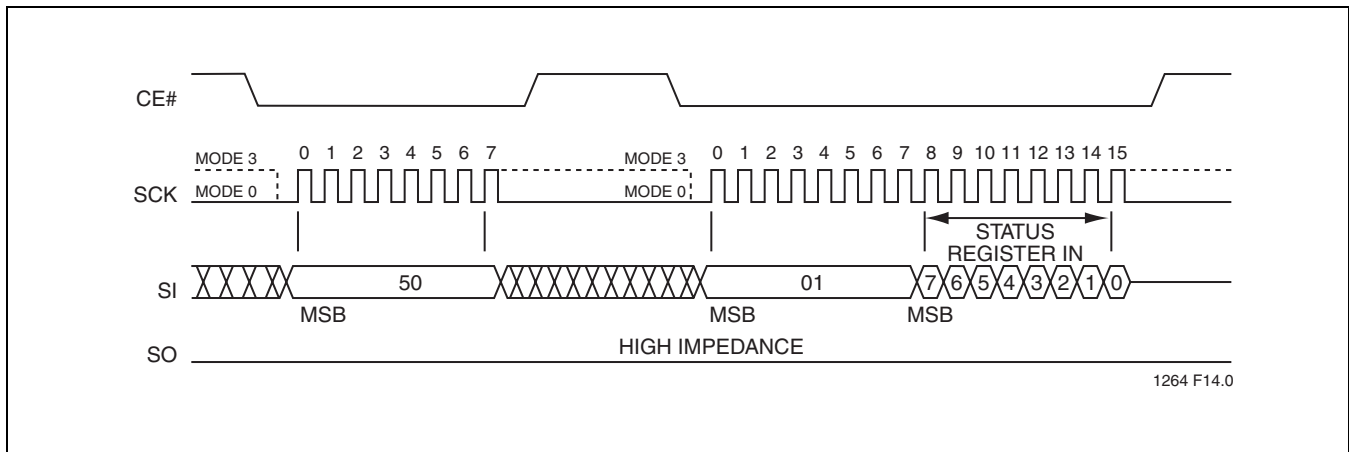 CE#
MODE 3 0 1 2 3 4 5 6 7 MODE 3 0 1 2 3 4 5 6 7 8 9 10 11 12 13 14 15
SCK MODE 0 MODE 0
STATUS
REGISTER IN
SI 50 01 7 6 5 4 3 2 1 0
MSB MSB MSB
SO HIGH IMPEDANCE
1264 F14.0